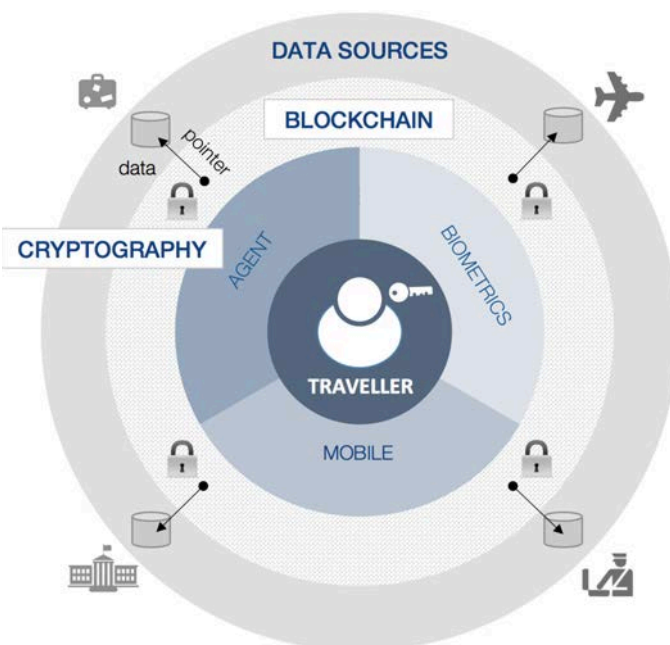 DATA SOURCES
BLOCKCHAIN
pointer
data
CRYPTOGRAPHY
AGENT
BIOMETRICS
TRAVELLER
MOBILE